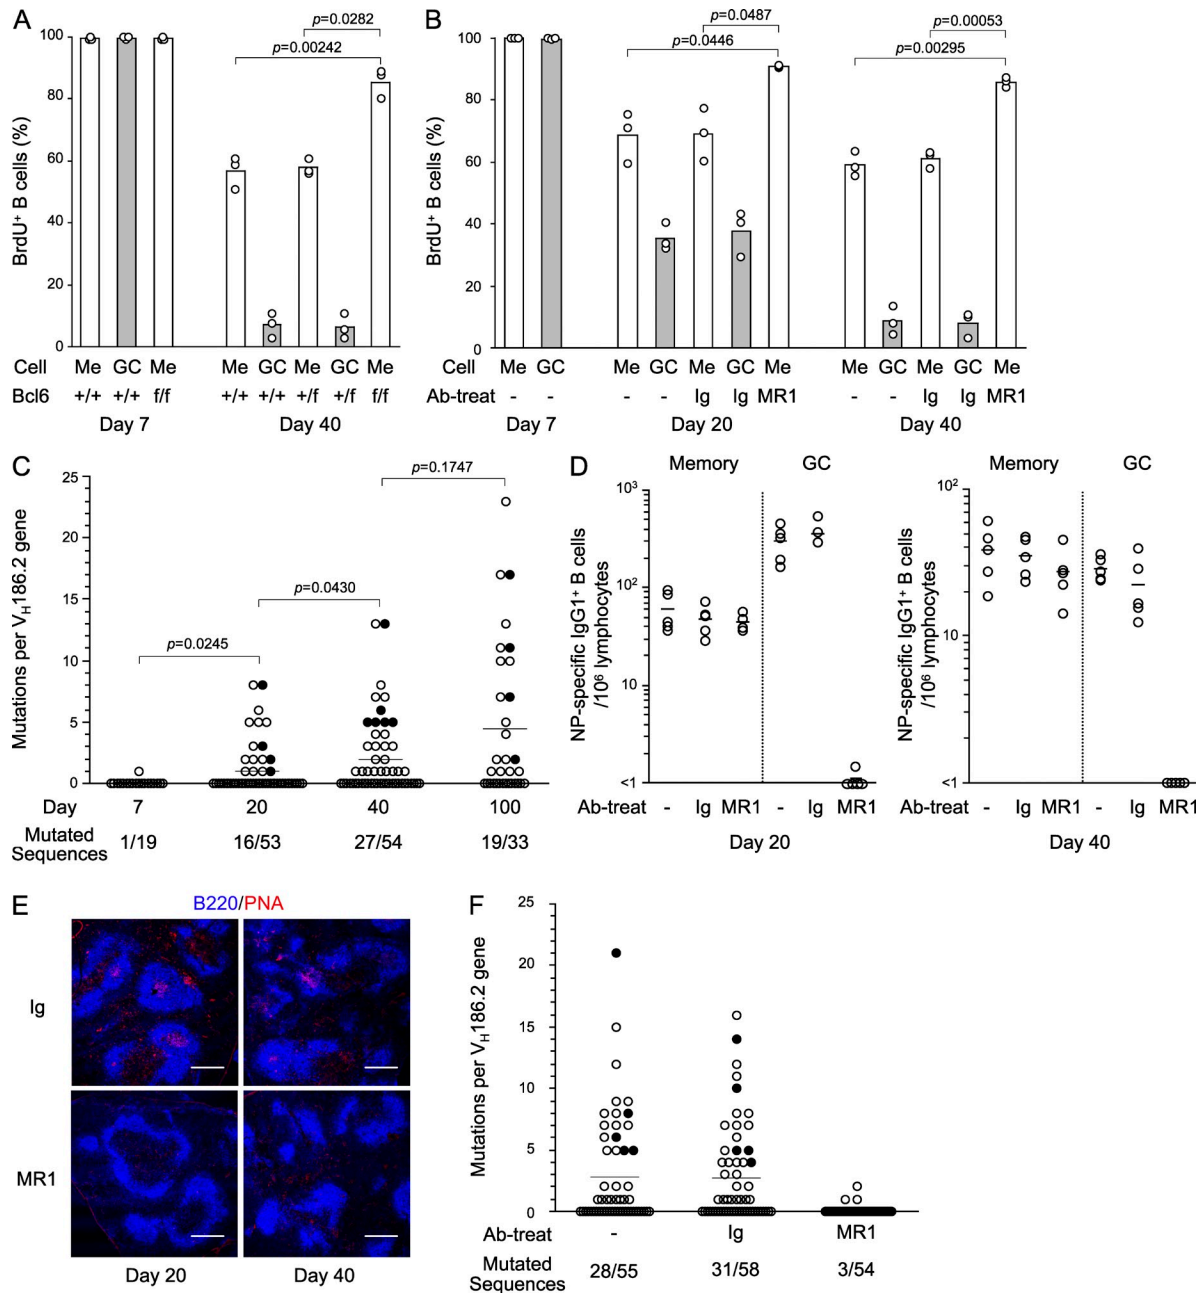 A
p=0.0282
p=0.00242
BrdU⁺ B cells (%)
100
80
60
40
20
0
Cell Me GC Me Me GC Me GC Me
Bcl6 +/+ +/+ f/f +/+ +/+ +/f +/f f/f
Day 7 Day 40
B
p=0.0487
p=0.0446
p=0.00053
p=0.00295
BrdU⁺ B cells (%)
100
80
60
40
20
0
Cell Me GC Me GC Me GC Me Me GC Me GC Me
Ab-treat - - - - Ig Ig MR1 - - Ig Ig MR1
Day 7 Day 20 Day 40
C
p=0.1747
p=0.0430
p=0.0245
Mutations per VH186.2 gene
25
20
15
10
5
0
Day 7 20 40 100
Mutated
Sequences 1/19 16/53 27/54 19/33
D
Memory GC Memory GC
NP-specific IgG1⁺ B cells
/10⁶ lymphocytes
10³
10²
10
<1
Ab-treat - Ig MR1 - Ig MR1
Day 20
NP-specific IgG1⁺ B cells
/10⁶ lymphocytes
10²
10
<1
Ab-treat - Ig MR1 - Ig MR1
Day 40
E
B220/PNA
Ig
MR1
Day 20 Day 40
F
Mutations per VH186.2 gene
25
20
15
10
5
0
Ab-treat - Ig MR1
Mutated
Sequences 28/55 31/58 3/54